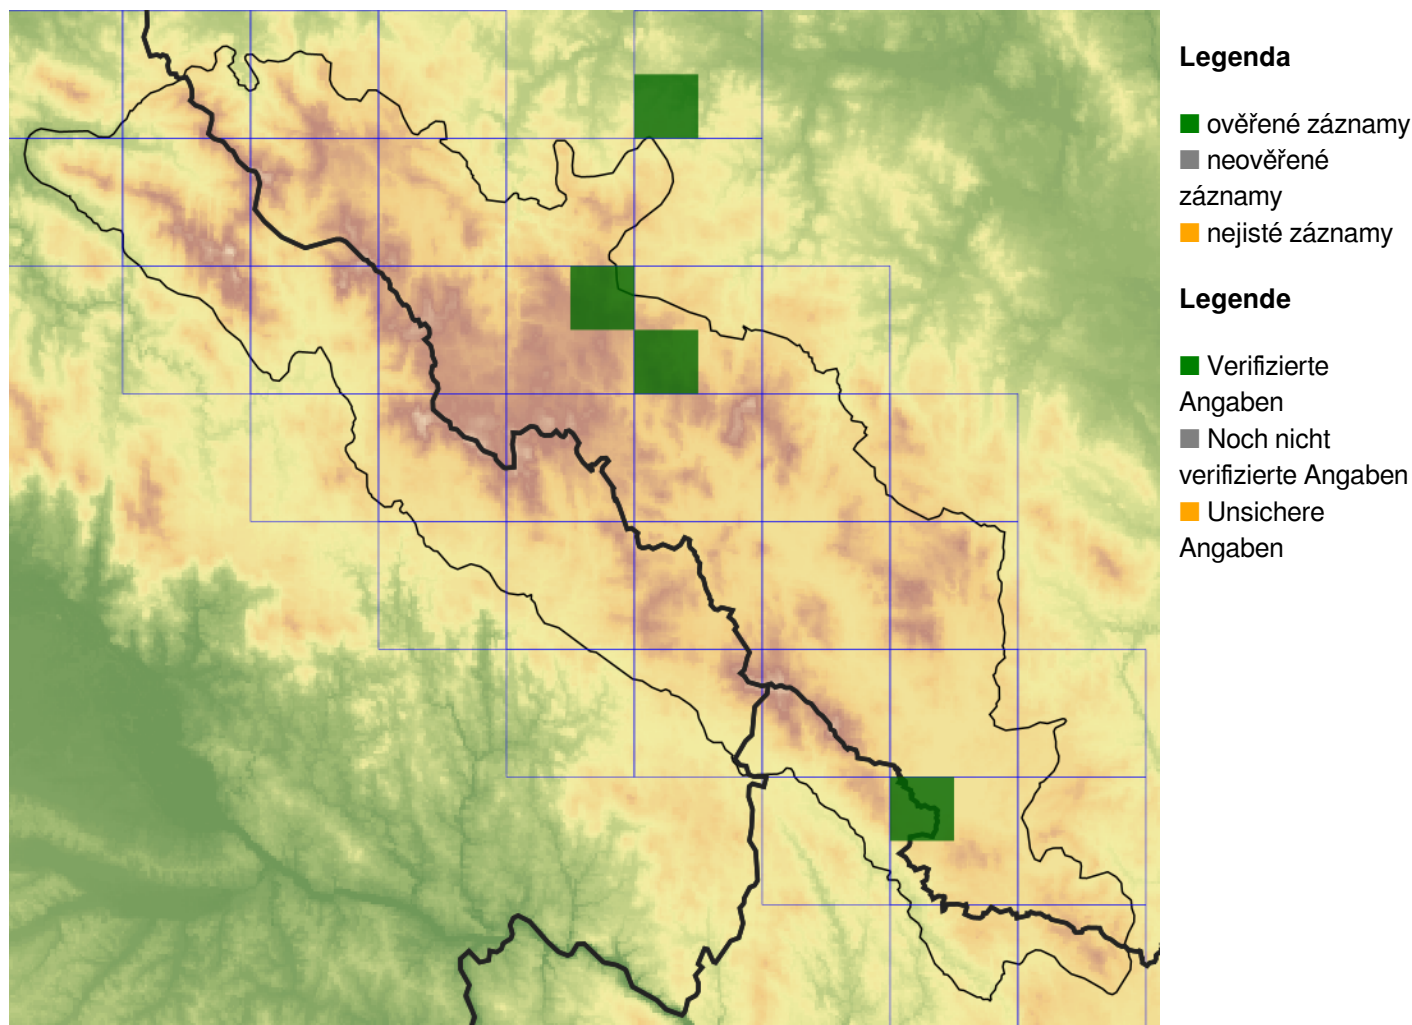 Legenda
ověřené záznamy
neověřené
záznamy
nejisté záznamy
Legende
Verifizierte
Angaben
Noch nicht
verifizierte Angaben
Unsichere
Angaben